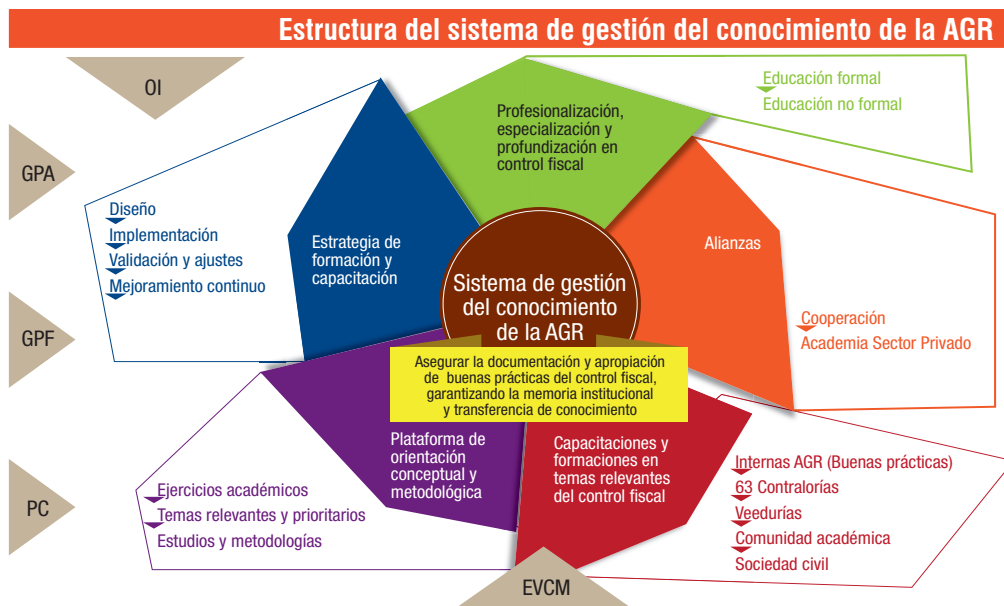 Estructura del sistema de gestión del conocimiento de la AGR
OI
GPA
GPF
PC
EVCM
Profesionalización,
especialización y
profundización en
control fiscal
Educación formal
Educación no formal
Diseño
Implementación
Validación y ajustes
Mejoramiento continuo
Estrategia de
formación y
capacitación
Alianzas
Cooperación
Academia Sector Privado
Sistema de gestión
del conocimiento
de la AGR
Asegurar la documentación y apropiación
de buenas prácticas del control fiscal,
garantizando la memoria institucional
y transferencia de conocimiento
Plataforma de
orientación
conceptual y
metodológica
Ejercicios académicos
Temas relevantes y prioritarios
Estudios y metodologías
Capacitaciones y
formaciones en
temas relevantes
del control fiscal
Internas AGR (Buenas prácticas)
63 Contralorías
Veedurías
Comunidad académica
Sociedad civil